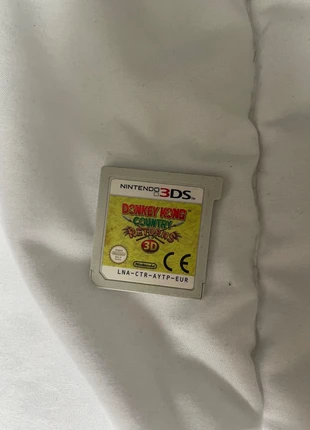 NINTENDO 3DS
DONKEY KONG
COUNTRY
RETURNS
3D
Nintendo
CE
LNA-CTR-AYTP-EUR